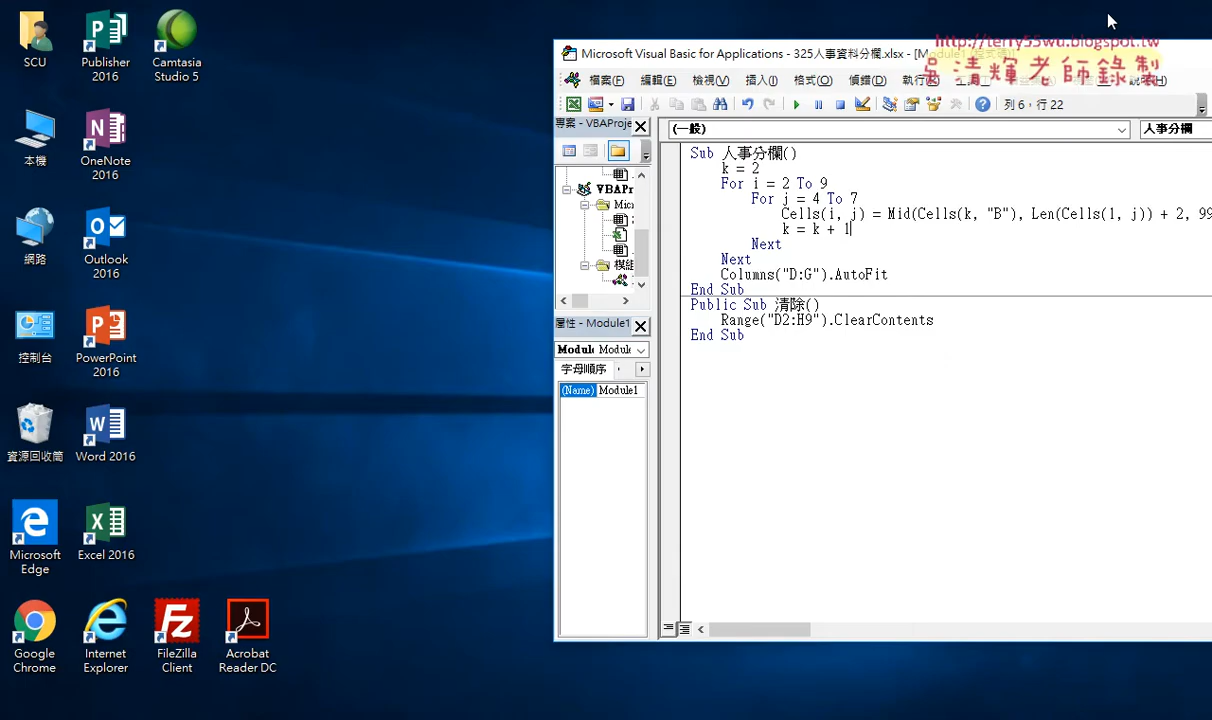 SCU
Publisher
2016
Camtasia
Studio 5
本機
OneNote
2016
網路
Outlook
2016
控制台
PowerPoint
2016
資源回收筒
Word 2016
Microsoft
Edge
Excel 2016
Google
Chrome
Internet
Explorer
FileZilla
Client
Acrobat
Reader DC
http://terry55wu.blogspot.tw
吳清輝老師錄製
Microsoft Visual Basic for Applications - 325人事資料分欄.xlsx - [Module1
檔案(F) 編輯(E) 檢視(V) 插入(I) 格式(O) 偵錯(D) 執行(
列 6，行 22
專案 - VBAProje
(一般)
人事分欄
VBAPr
Micr
模組
屬性 - Module1
Modul Module
字母順序
(Name) Module1
Sub 人事分欄()
k = 2
For i = 2 To 9
For j = 4 To 7
Cells(i, j) = Mid(Cells(k, "B"), Len(Cells(1, j)) + 2, 99
k = k + 1
Next
Next
Columns("D:G").AutoFit
End Sub
Public Sub 清除()
Range("D2:H9").ClearContents
End Sub